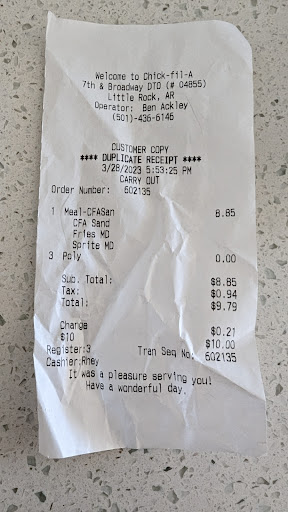 Welcome to Chick-fil-A
7th & Broadway DTO (# 04855)
Little Rock, AR
Operator: Ben Ackley
(501)-436-6146
CUSTOMER COPY
**** DUPLICATE RECEIPT ****
3/28/2023 5:53:25 PM
CARRY OUT
Order Number: 602135
1 Meal-CFASan 8.85
CFA Sand
Fries MD
Sprite MD
3 Poly 0.00
Sub. Total: $8.85
Tax: $0.94
Total: $9.79
Change $0.21
$10 $10.00
Register:3 Tran Seq No: 602135
Cashier:Rhey
It was a pleasure serving you!
Have a wonderful day.